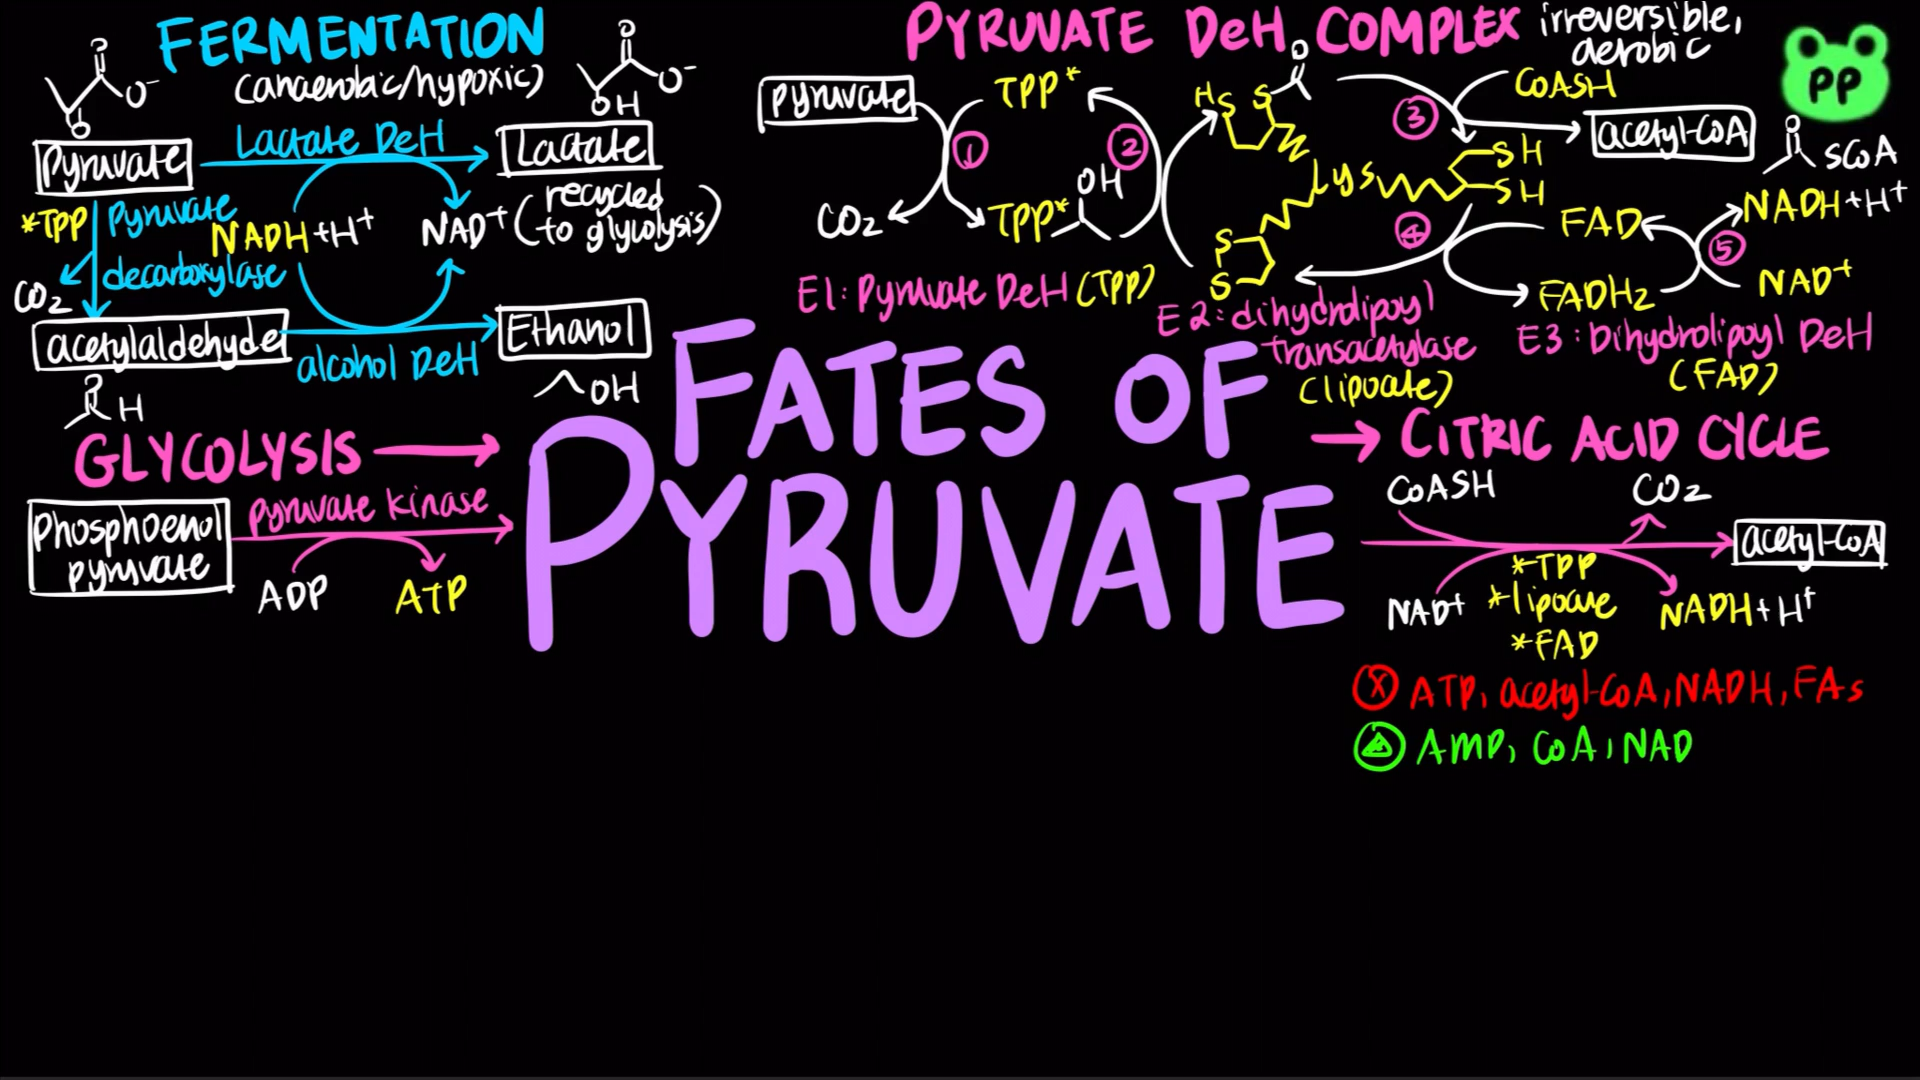 FERMENTATION
(anaerobic/hypoxic)
O
O⁻
O
Pyruvate
Lactate DeH
O
O⁻
OH
Lactate
*TPP
Pyruvate
decarboxylase
CO2
NADH+H⁺
NAD⁺ (recycled
to glycolysis)
acetylaldehyde
alcohol DeH
Ethanol
O
H
OH
PYRUVATE DeH COMPLEX
irreversible,
aerobic
PP
pyruvate
TPP*
①
②
CO2
TPP*
OH
HS
S
O
Lys
S
S
③
CoASH
acetyl-CoA
O
SCoA
SH
SH
④
FAD
FADH2
⑤
NADH+H⁺
NAD⁺
E1: Pyruvate DeH (TPP)
E2: dihydrolipoyl
transacetylase
(lipoate)
E3: Dihydrolipoyl DeH
(FAD)
FATES OF
PYRUVATE
GLYCOLYSIS →
Phosphoenol
pyruvate
pyruvate kinase
ADP
ATP
→ CITRIC ACID CYCLE
CoASH
CO2
acetyl-CoA
NAD⁺
*TPP
*lipoate
*FAD
NADH+H⁺
X ATP, acetyl-CoA, NADH, FAs
AMP, CoA, NAD